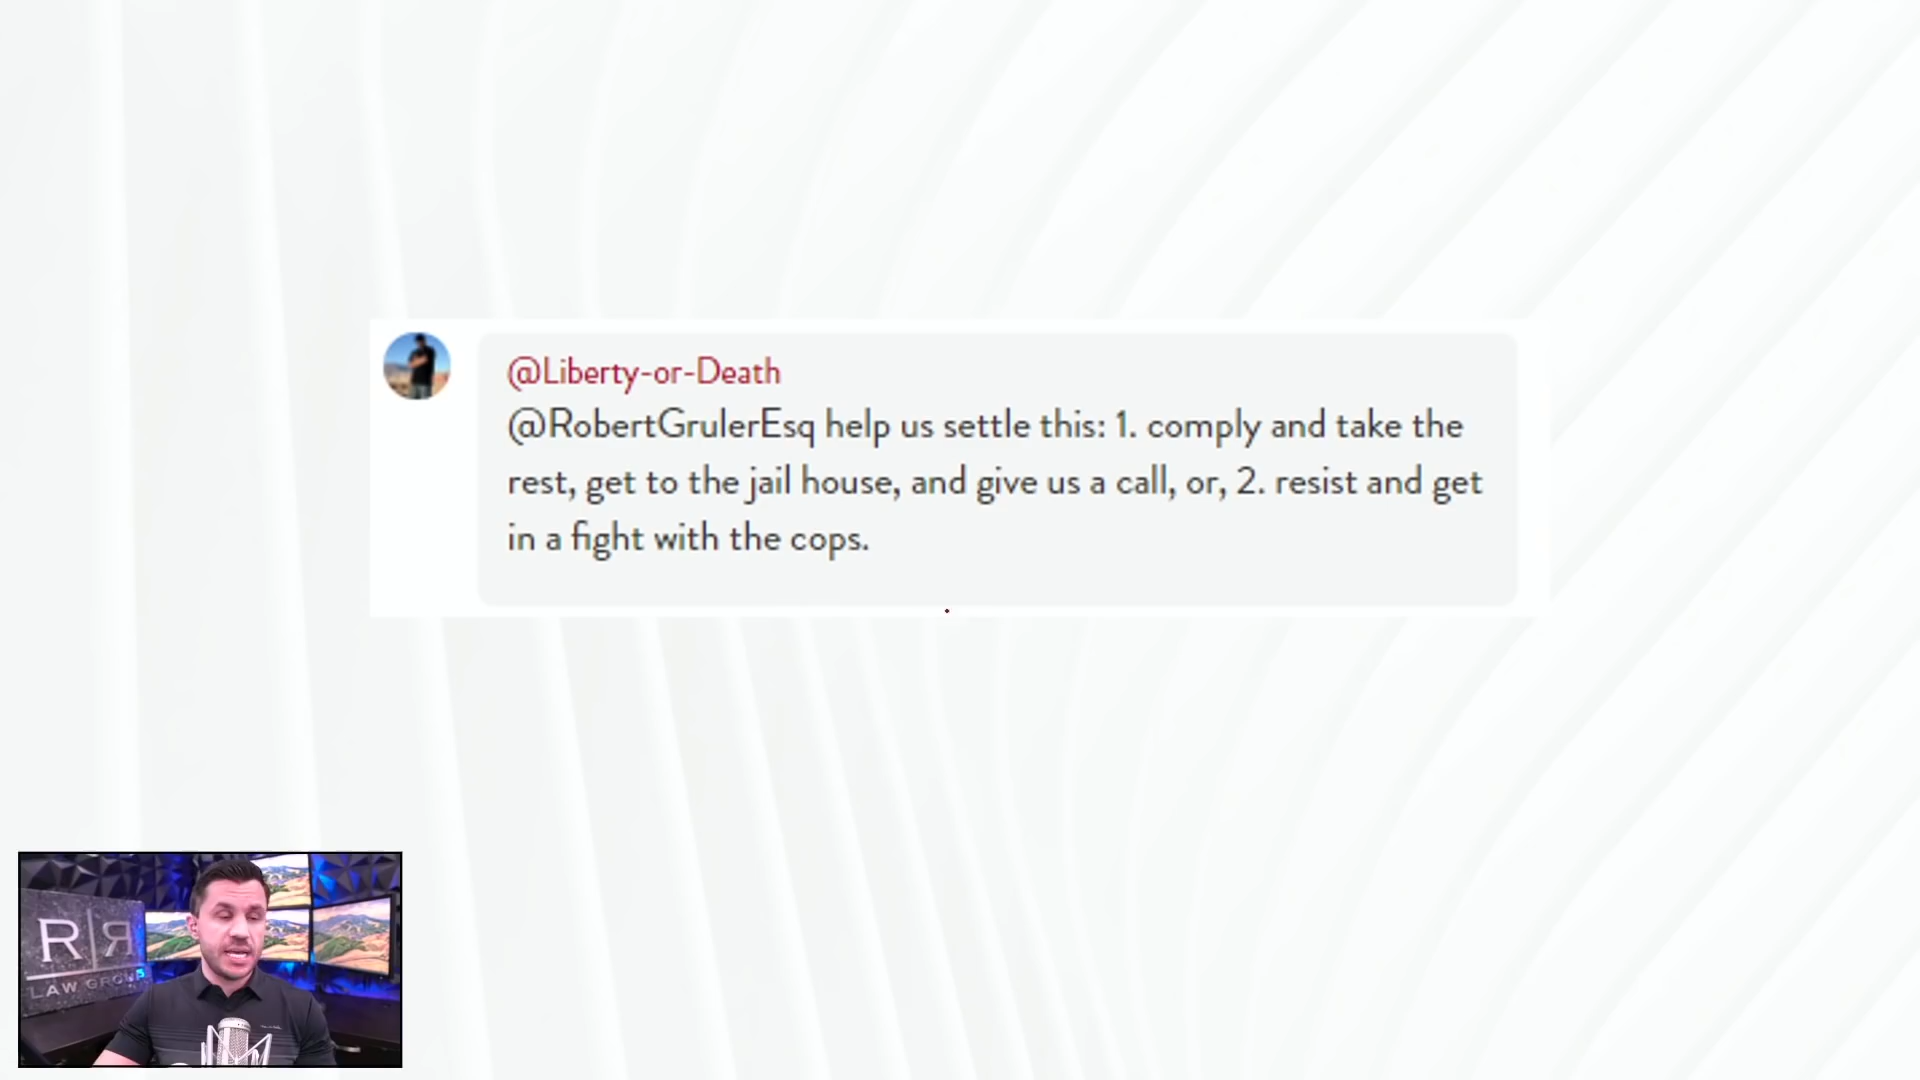 @Liberty-or-Death
@RobertGrulerEsq help us settle this: 1. comply and take the
rest, get to the jail house, and give us a call, or, 2. resist and get
in a fight with the cops.
R|R
LAW GROUP